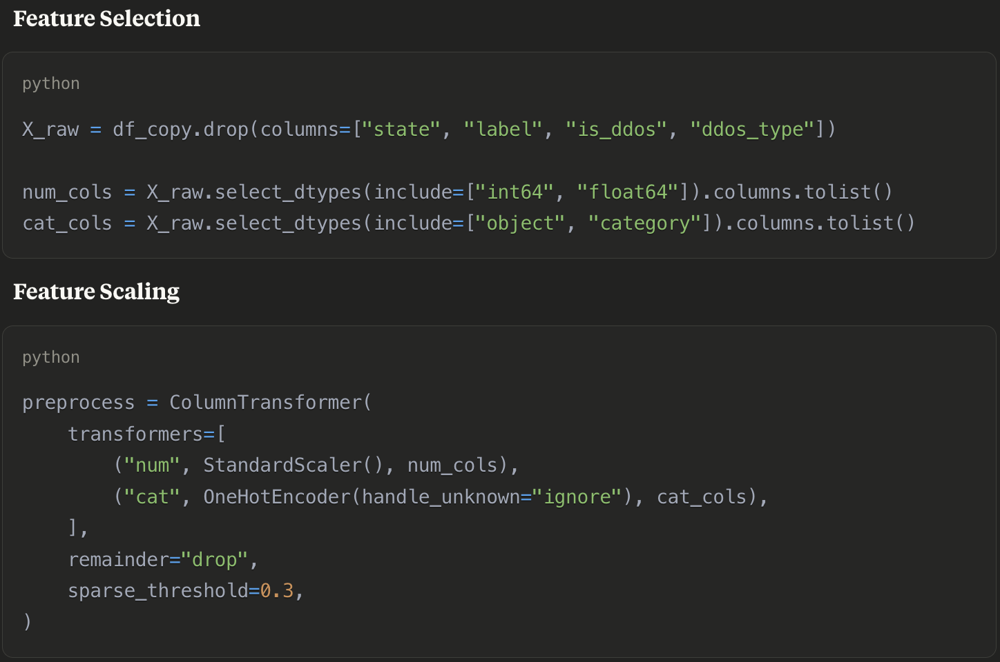 Feature Selection
python
X_raw = df_copy.drop(columns=["state", "label", "is_ddos", "ddos_type"])
num_cols = X_raw.select_dtypes(include=["int64", "float64"]).columns.tolist()
cat_cols = X_raw.select_dtypes(include=["object", "category"]).columns.tolist()
Feature Scaling
python
preprocess = ColumnTransformer(
    transformers=[
        ("num", StandardScaler(), num_cols),
        ("cat", OneHotEncoder(handle_unknown="ignore"), cat_cols),
    ],
    remainder="drop",
    sparse_threshold=0.3,
)